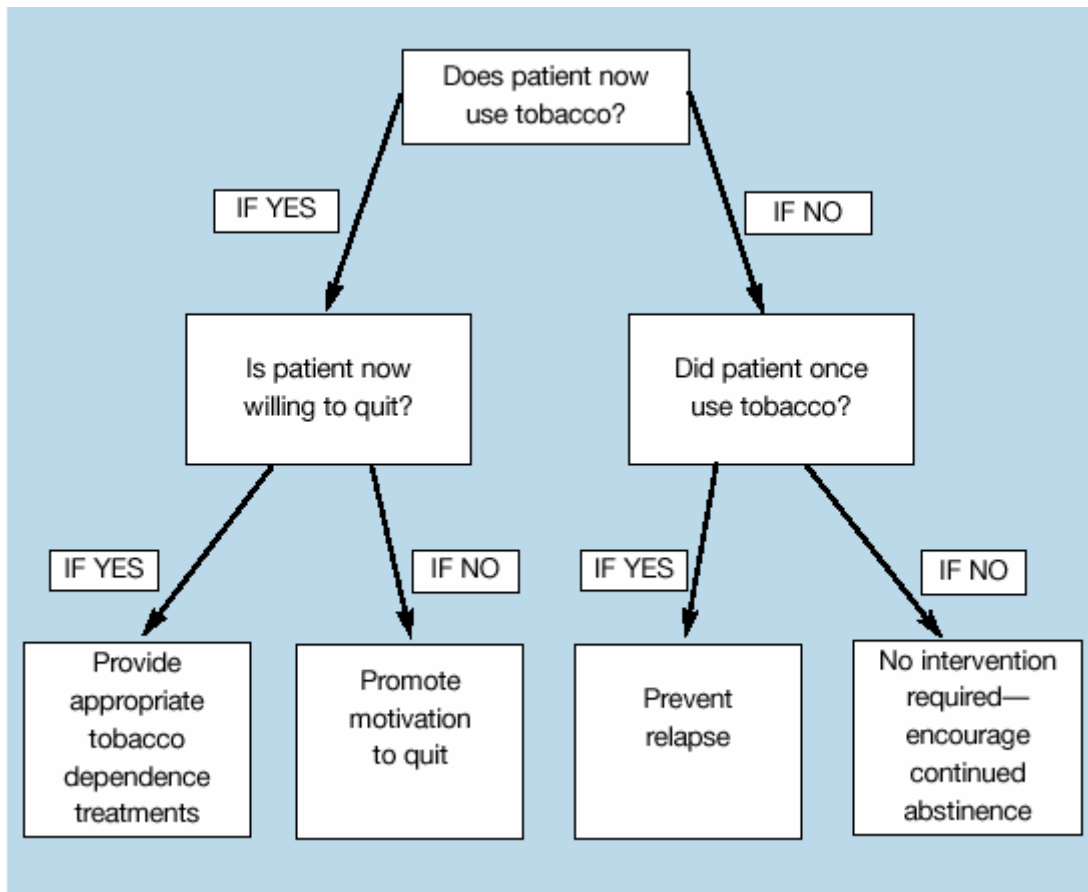 Does patient now
use tobacco?
IF YES
IF NO
Is patient now
willing to quit?
Did patient once
use tobacco?
IF YES
IF NO
IF YES
IF NO
Provide
appropriate
tobacco
dependence
treatments
Promote
motivation
to quit
Prevent
relapse
No intervention
required—
encourage
continued
abstinence